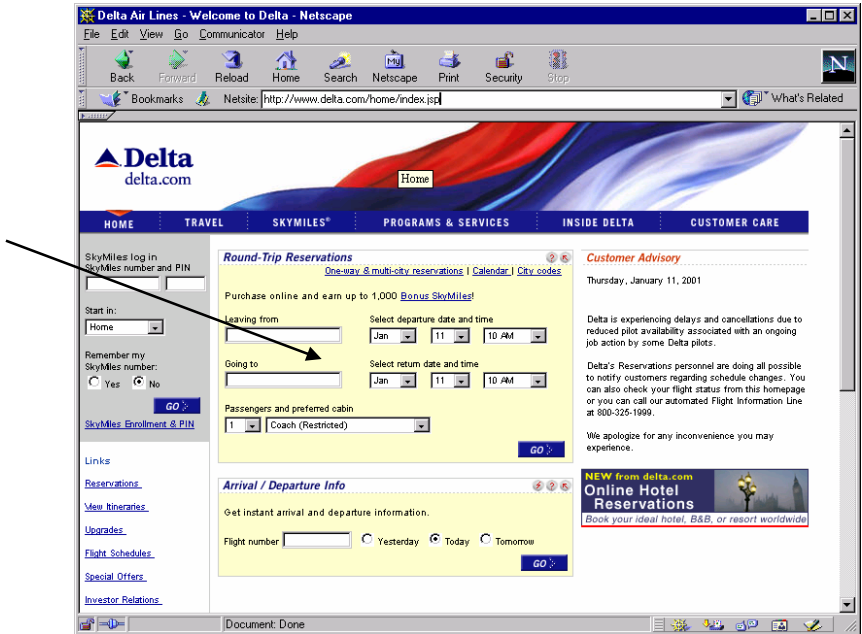 Delta Air Lines - Welcome to Delta - Netscape
File Edit View Go Communicator Help
Back Forward Reload Home Search Netscape Print Security Stop
My
N
Bookmarks Netsite: http://www.delta.com/home/index.jsp What's Related
Delta
delta.com
Home
HOME TRAVEL SKYMILES® PROGRAMS & SERVICES INSIDE DELTA CUSTOMER CARE
SkyMiles log in
SkyMiles number and PIN
Start in:
Home
Remember my
SkyMiles number:
Yes No
GO
SkyMiles Enrollment & PIN
Links
Reservations
View Itineraries
Upgrades
Flight Schedules
Special Offers
Investor Relations
Round-Trip Reservations
One-way & multi-city reservations | Calendar | City codes
Purchase online and earn up to 1,000 Bonus SkyMiles!
Leaving from Select departure date and time
Jan 11 10 AM
Going to Select return date and time
Jan 11 10 AM
Passengers and preferred cabin
1 Coach (Restricted)
GO
Arrival / Departure Info
Get instant arrival and departure information.
Flight number Yesterday Today Tomorrow
GO
Customer Advisory
Thursday, January 11, 2001
Delta is experiencing delays and cancellations due to
reduced pilot availability associated with an ongoing
job action by some Delta pilots.
Delta's Reservations personnel are doing all possible
to notify customers regarding schedule changes. You
can also check your flight status from this homepage
or you can call our automated Flight Information Line
at 800-325-1999.
We apologize for any inconvenience you may
experience.
NEW from delta.com
Online Hotel
Reservations
Book your ideal hotel, B&B, or resort worldwide
Document: Done